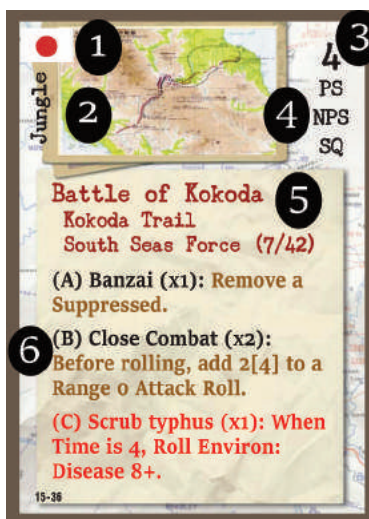 1
3
4
Jungle
2
4
PS
NPS
SQ
Battle of Kokoda
5
Kokoda Trail
South Seas Force (7/42)
(A) Banzai (x1): Remove a
Suppressed.
6
(B) Close Combat (x2):
Before rolling, add 2[4] to a
Range 0 Attack Roll.
(C) Scrub typhus (x1): When
Time is 4, Roll Environ:
Disease 8+.
15-36